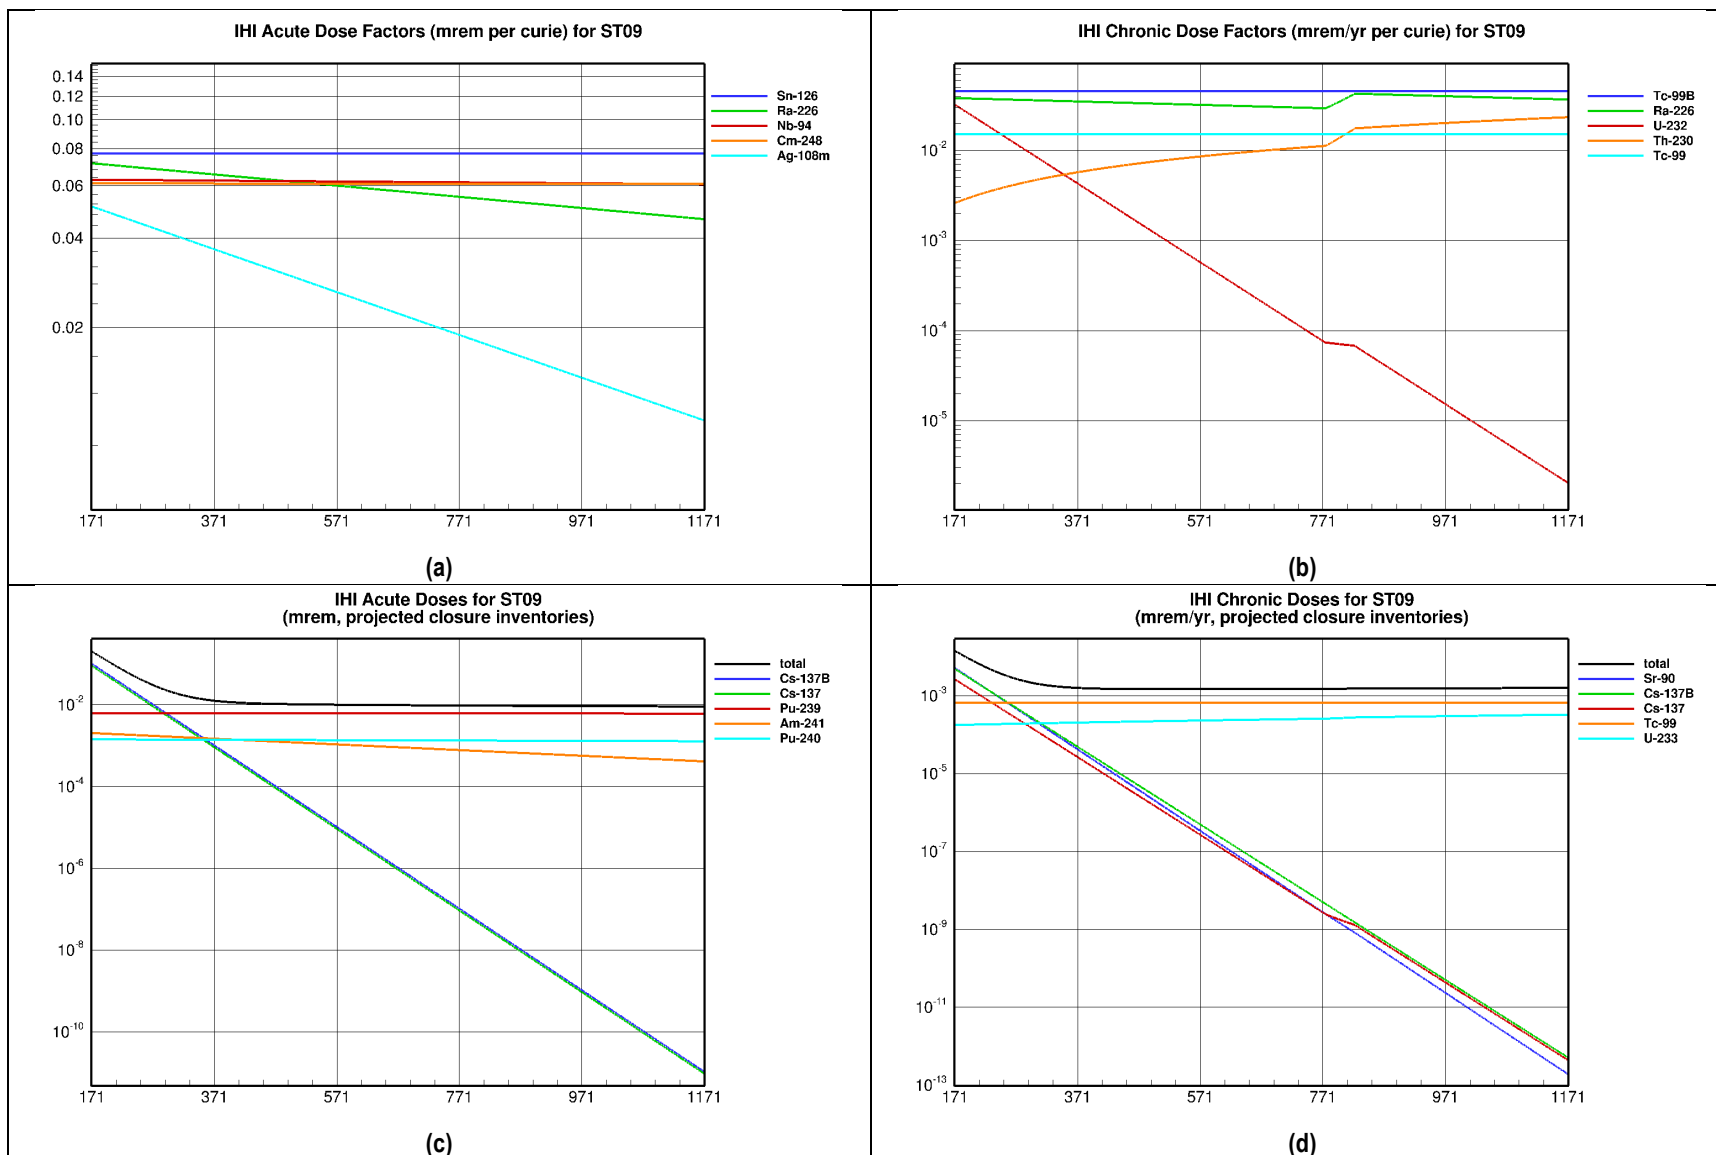 IHI Acute Dose Factors (mrem per curie) for ST09
0.14
0.12
0.10
0.08
0.06
0.04
0.02
171 371 571 771 971 1171
Sn-126
Ra-226
Nb-94
Cm-248
Ag-108m
(a)
IHI Chronic Dose Factors (mrem/yr per curie) for ST09
10-2
10-3
10-4
10-5
171 371 571 771 971 1171
Tc-99B
Ra-226
U-232
Th-230
Tc-99
(b)
IHI Acute Doses for ST09
(mrem, projected closure inventories)
10-2
10-4
10-6
10-8
10-10
171 371 571 771 971 1171
total
Cs-137B
Cs-137
Pu-239
Am-241
Pu-240
(c)
IHI Chronic Doses for ST09
(mrem/yr, projected closure inventories)
10-3
10-5
10-7
10-9
10-11
10-13
171 371 571 771 971 1171
total
Sr-90
Cs-137B
Cs-137
Tc-99
U-233
(d)